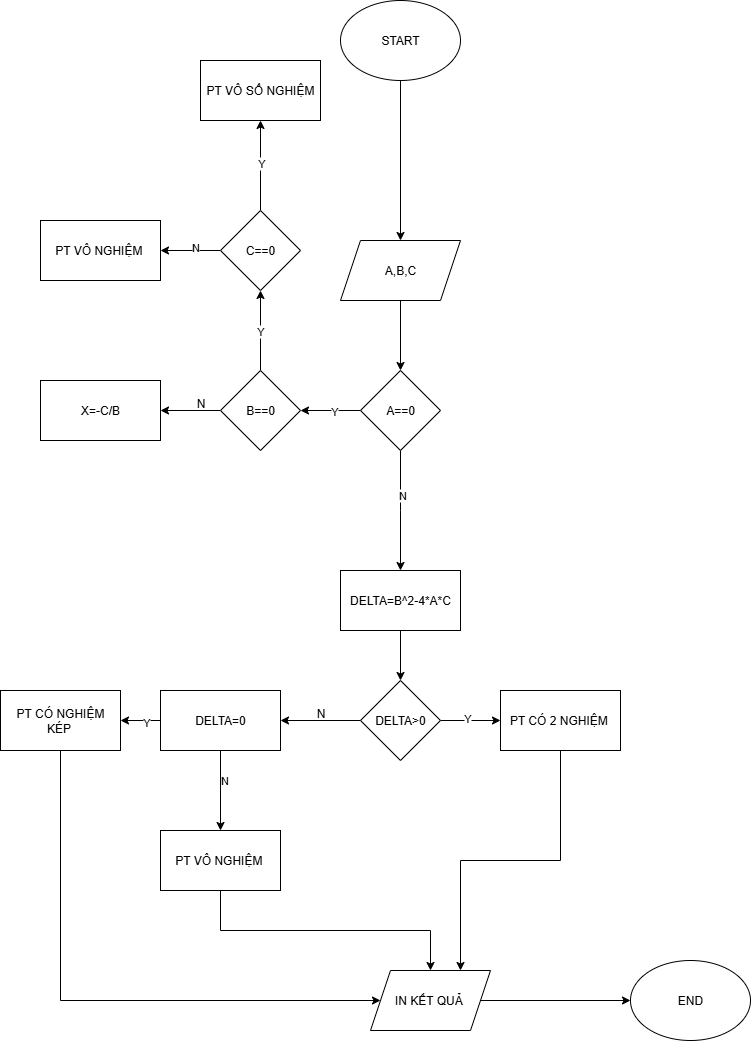 START
PT VÔ SỐ NGHIỆM
Y
PT VÔ NGHIỆM
N
C==0
A,B,C
Y
X=-C/B
N
B==0
Y
A==0
N
DELTA=B^2-4*A*C
PT CÓ NGHIỆM
KÉP
Y
DELTA=0
N
DELTA>0
Y
PT CÓ 2 NGHIỆM
N
PT VÔ NGHIỆM
IN KẾT QUẢ
END